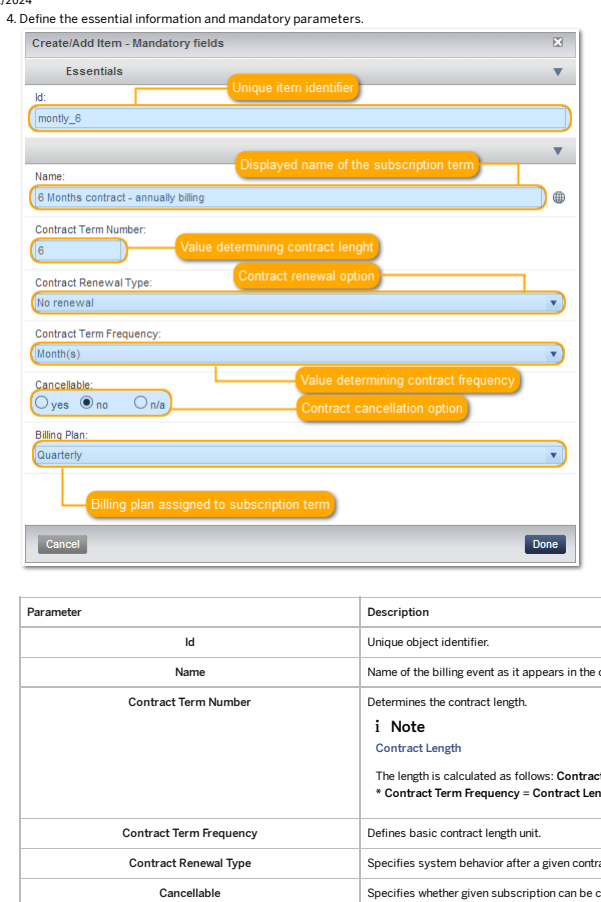 /2024
4. Define the essential information and mandatory parameters.
Create/Add Item - Mandatory fields
Essentials
Unique item identifier
Id:
montly_6
Displayed name of the subscription term
Name:
6 Months contract - annually billing
Contract Term Number:
6
Value determining contract lenght
Contract renewal option
Contract Renewal Type:
No renewal
Contract Term Frequency:
Month(s)
Value determining contract frequency
Cancellable:
yes no n/a
Contract cancellation option
Billing Plan:
Quarterly
Billing plan assigned to subscription term
Cancel Done
Parameter Description
Id Unique object identifier.
Name Name of the billing event as it appears in the
Contract Term Number Determines the contract length.
i Note
Contract Length
The length is calculated as follows: Contract
* Contract Term Frequency = Contract Len
Contract Term Frequency Defines basic contract length unit.
Contract Renewal Type Specifies system behavior after a given contra
Cancellable Specifies whether given subscription can be c